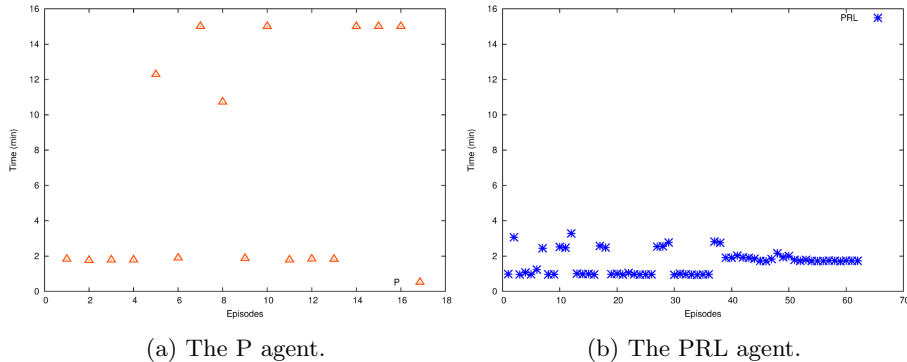 16
14
12
10
8
6
4
2
0
Time (min)
0 2 4 6 8 10 12 14 16 18
Episodes
P
(a) The P agent.
16
14
12
10
8
6
4
2
0
Time (min)
0 10 20 30 40 50 60 70
Episodes
PRL
(b) The PRL agent.